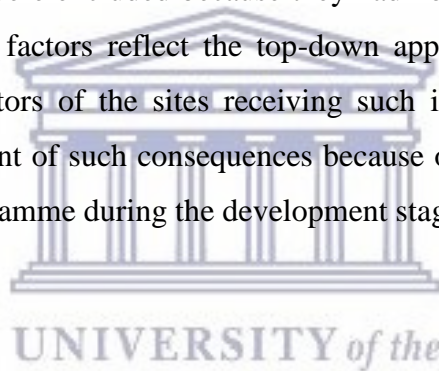 factors reflect the top-down app
tors of the sites receiving such i
nt of such consequences because o
amme during the development stag
UNIVERSITY of the